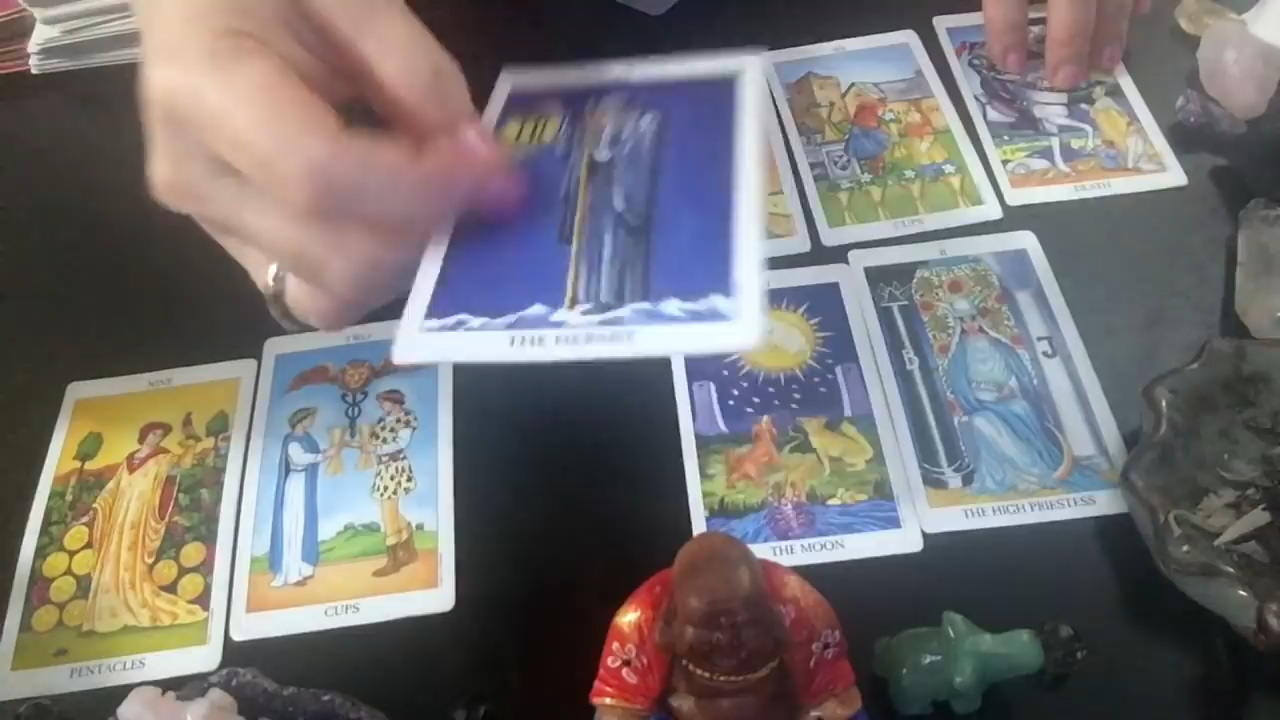 THE HERMIT
CUPS
DEATH
II
B
J
THE HIGH PRIESTESS
THE MOON
TWO
CUPS
NINE
PENTACLES